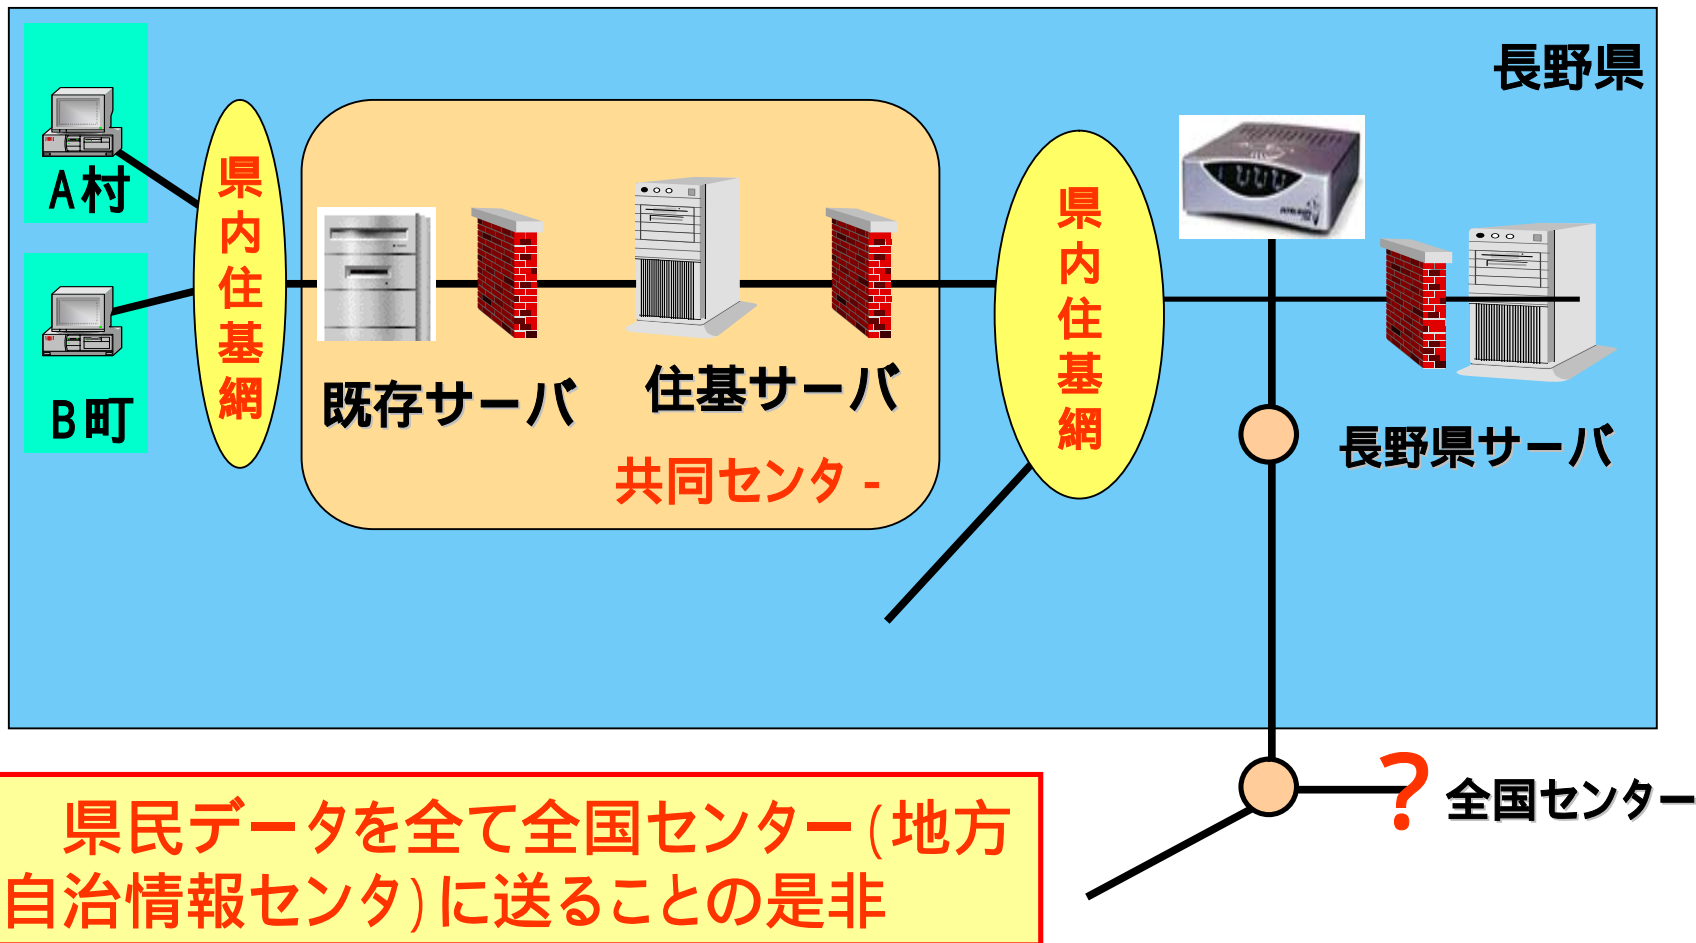 長野県
A村
B町
県内住基網
既存サーバ
住基サーバ
共同センタ-
県内住基網
長野県サーバ
?
全国センター
県民データを全て全国センター(地方
自治情報センタ)に送ることの是非